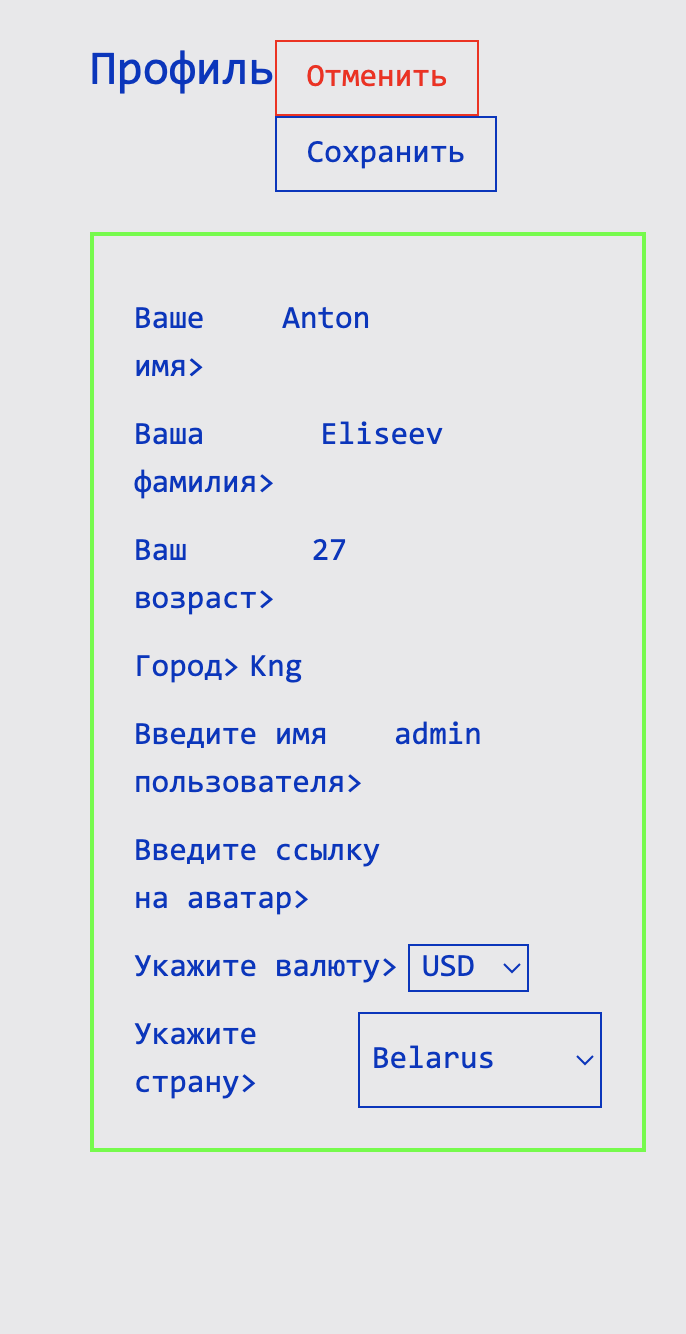 Профиль Отменить
Сохранить
Ваше Anton
имя>
Ваша Eliseev
фамилия>
Ваш 27
возраст>
Город> Kng
Введите имя admin
пользователя>
Введите ссылку
на аватар>
Укажите валюту> USD
Укажите
страну> Belarus